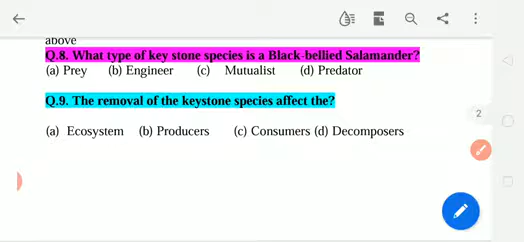 above
Q.8. What type of key stone species is a Black-bellied Salamander?
(a) Prey (b) Engineer (c) Mutualist (d) Predator
Q.9. The removal of the keystone species affect the?
(a) Ecosystem (b) Producers (c) Consumers (d) Decomposers
2